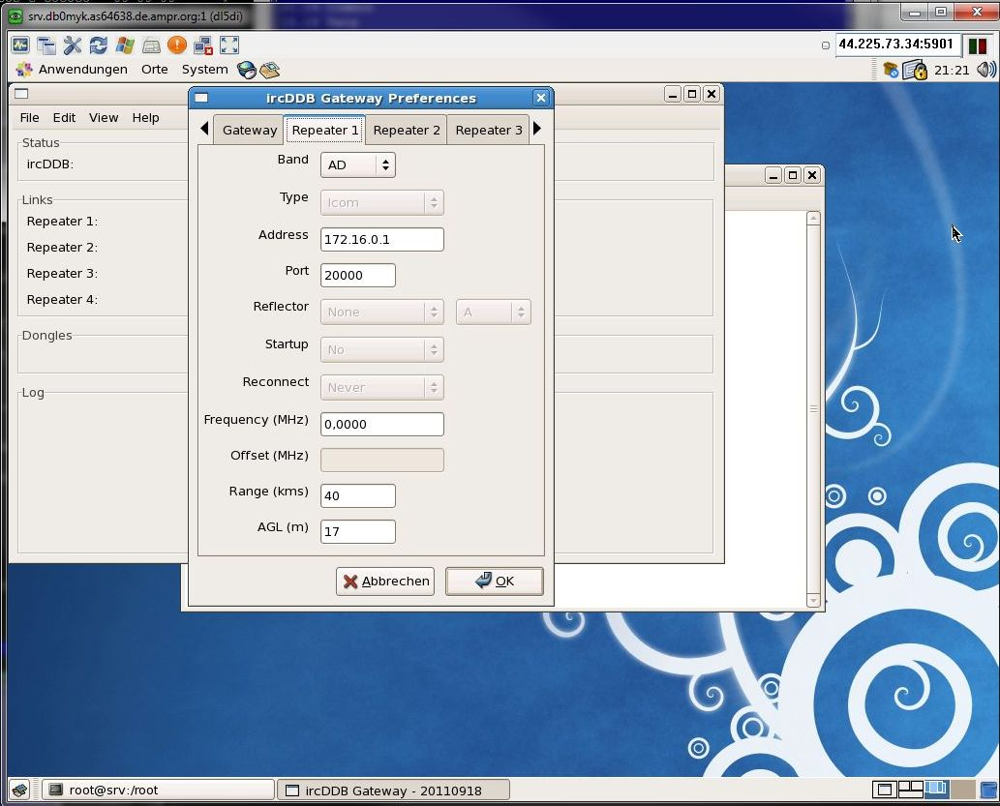 srv.db0myk.as64638.de.ampr.org:1 (dl5di)
44.225.73.34:5901
Anwendungen Orte System
21:21
ircDDB Gateway Preferences
File Edit View Help
Gateway Repeater 1 Repeater 2 Repeater 3
Status
ircDDB:
Links
Repeater 1:
Repeater 2:
Repeater 3:
Repeater 4:
Dongles
Log
Band AD
Type Icom
Address 172.16.0.1
Port 20000
Reflector None A
Startup No
Reconnect Never
Frequency (MHz) 0,0000
Offset (MHz)
Range (kms) 40
AGL (m) 17
Abbrechen OK
root@srv:/root
ircDDB Gateway - 20110918